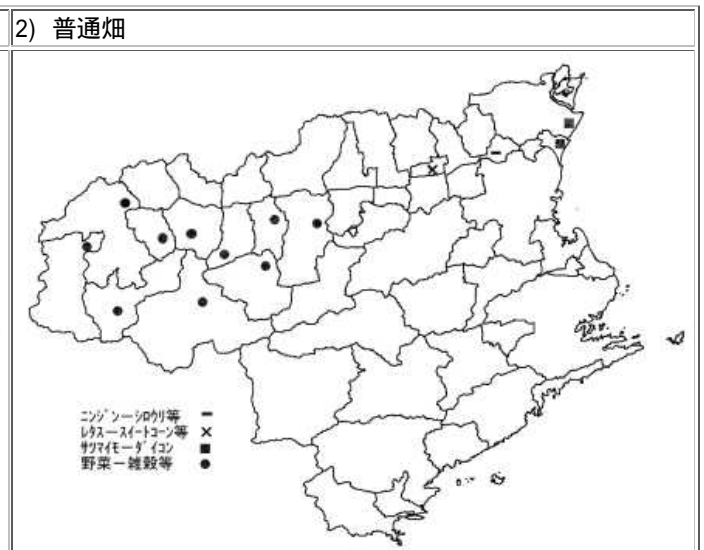 2) 普通畑
ﾆﾝｼﾞﾝーｼﾛｳﾘ等 ━
ﾚﾀｽースイートコーン等 ×
ｻﾂﾏｲﾓーﾀﾞｲｺﾝ ■
野菜ー雑穀等 ●